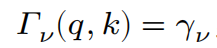 Γ_ν(q, k) = γ_ν.